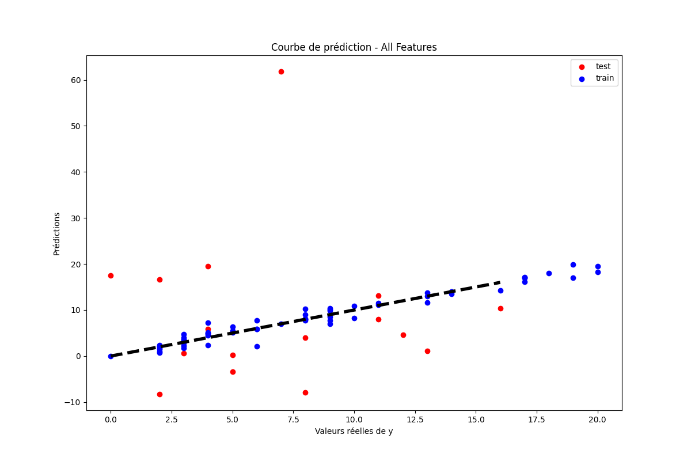 Courbe de prédiction - All Features
test
train
Prédictions
60
50
40
30
20
10
0
−10
0.0 2.5 5.0 7.5 10.0 12.5 15.0 17.5 20.0
Valeurs réelles de y